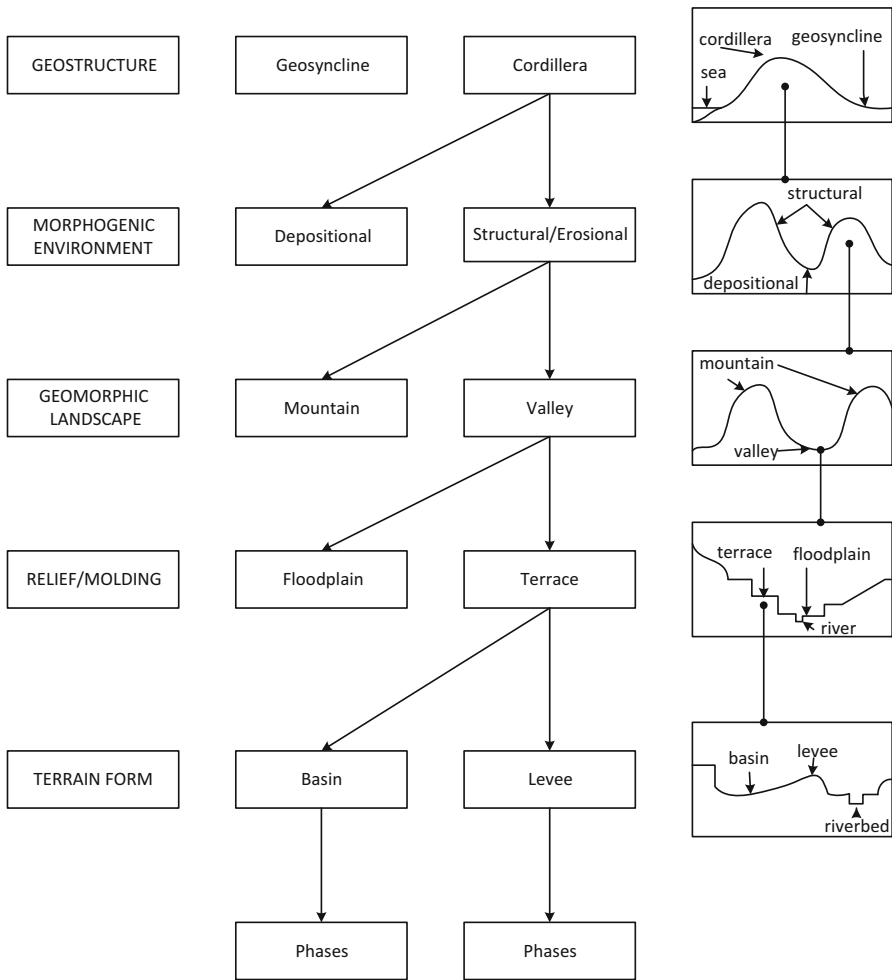 GEOSTRUCTURE
Geosyncline
Cordillera
cordillera
geosyncline
sea
MORPHOGENIC
ENVIRONMENT
Depositional
Structural/Erosional
structural
depositional
GEOMORPHIC
LANDSCAPE
Mountain
Valley
mountain
valley
RELIEF/MOLDING
Floodplain
Terrace
terrace
floodplain
river
TERRAIN FORM
Basin
Levee
basin
levee
riverbed
Phases
Phases